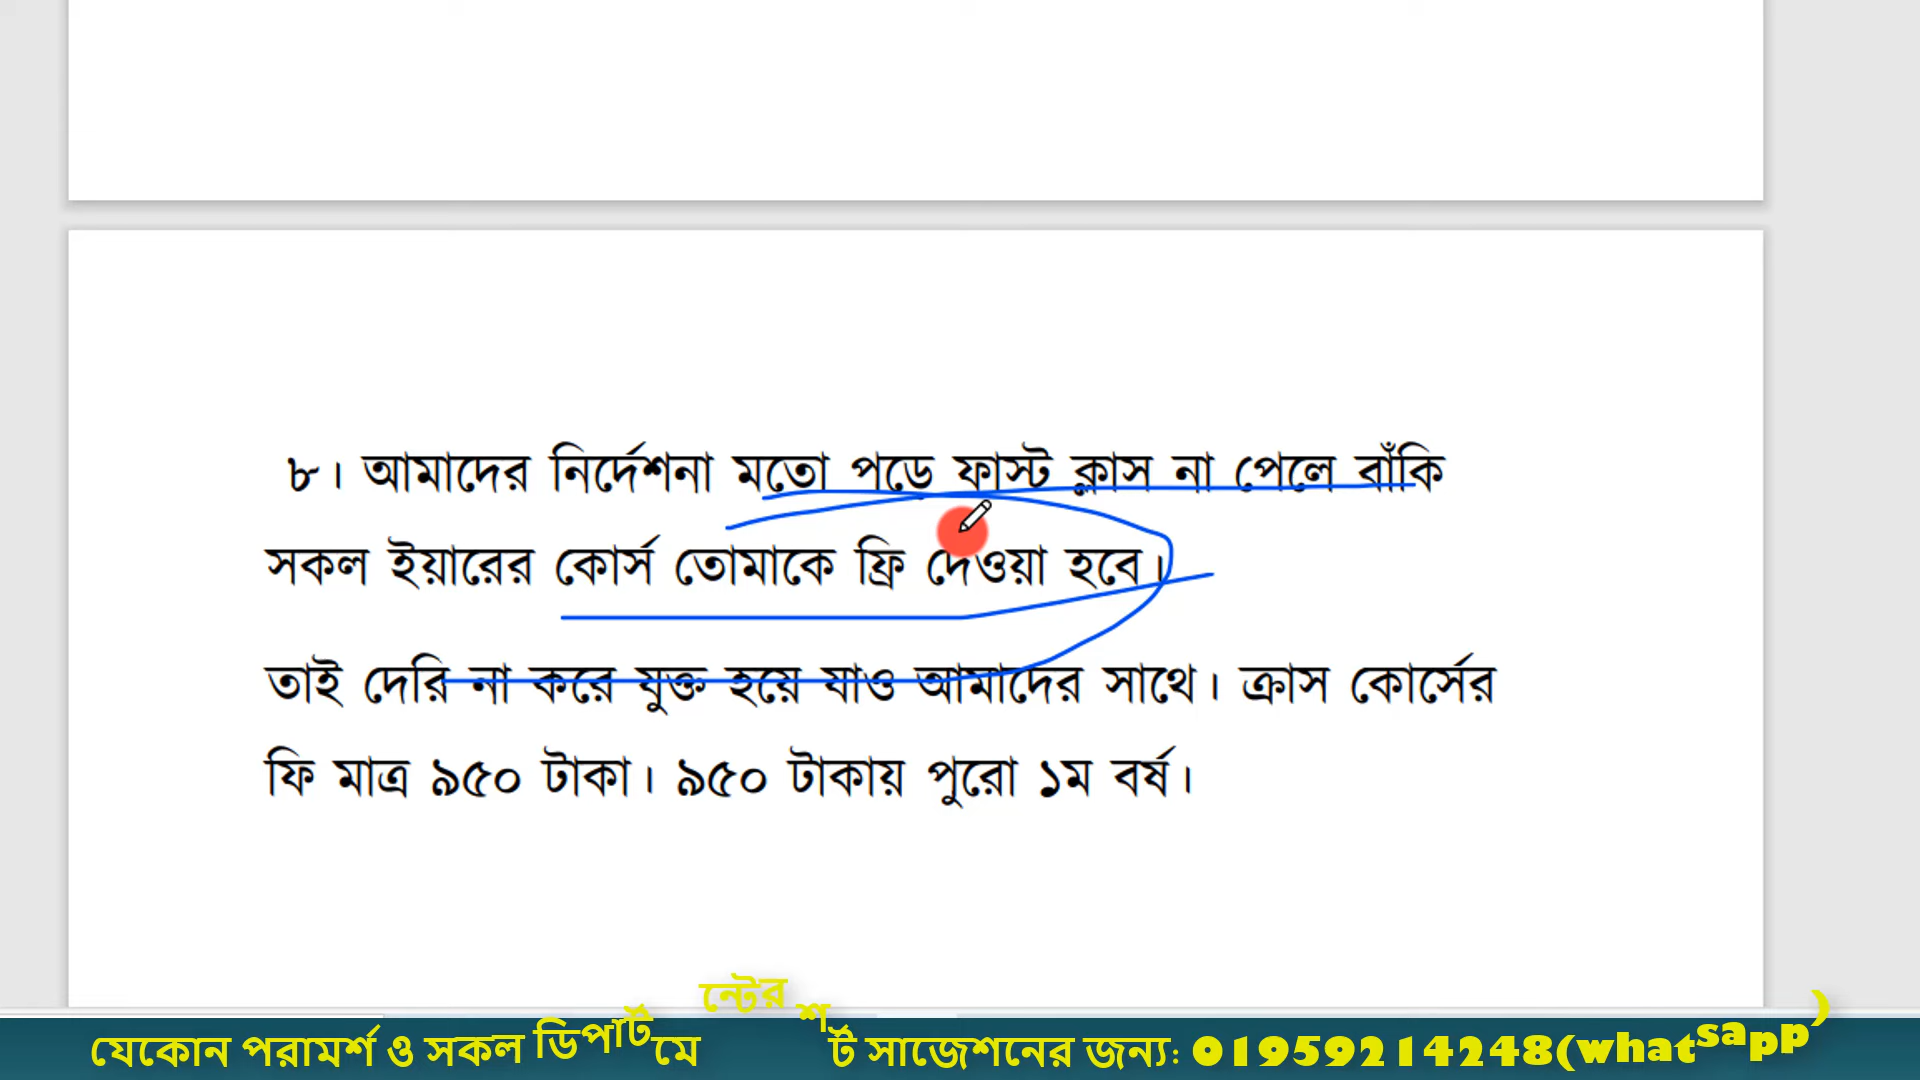 ৮। আমাদের নির্দেশনা মতো পডে ফাস্ট ক্লাস না পেলে বাঁকি
সকল ইয়ারের কোর্স তোমাকে ফ্রি দেওয়া হবে।
তাই দেরি না করে যুক্ত হয়ে যাও আমাদের সাথে। ক্রাস কোর্সের
ফি মাত্র ৯৫০ টাকা। ৯৫০ টাকায় পুরো ১ম বর্ষ।
যেকোন পরামর্শ ও সকল ডিপার্টমেন্টের শর্ট সাজেশনের জন্য: 01959214248(whatsapp)